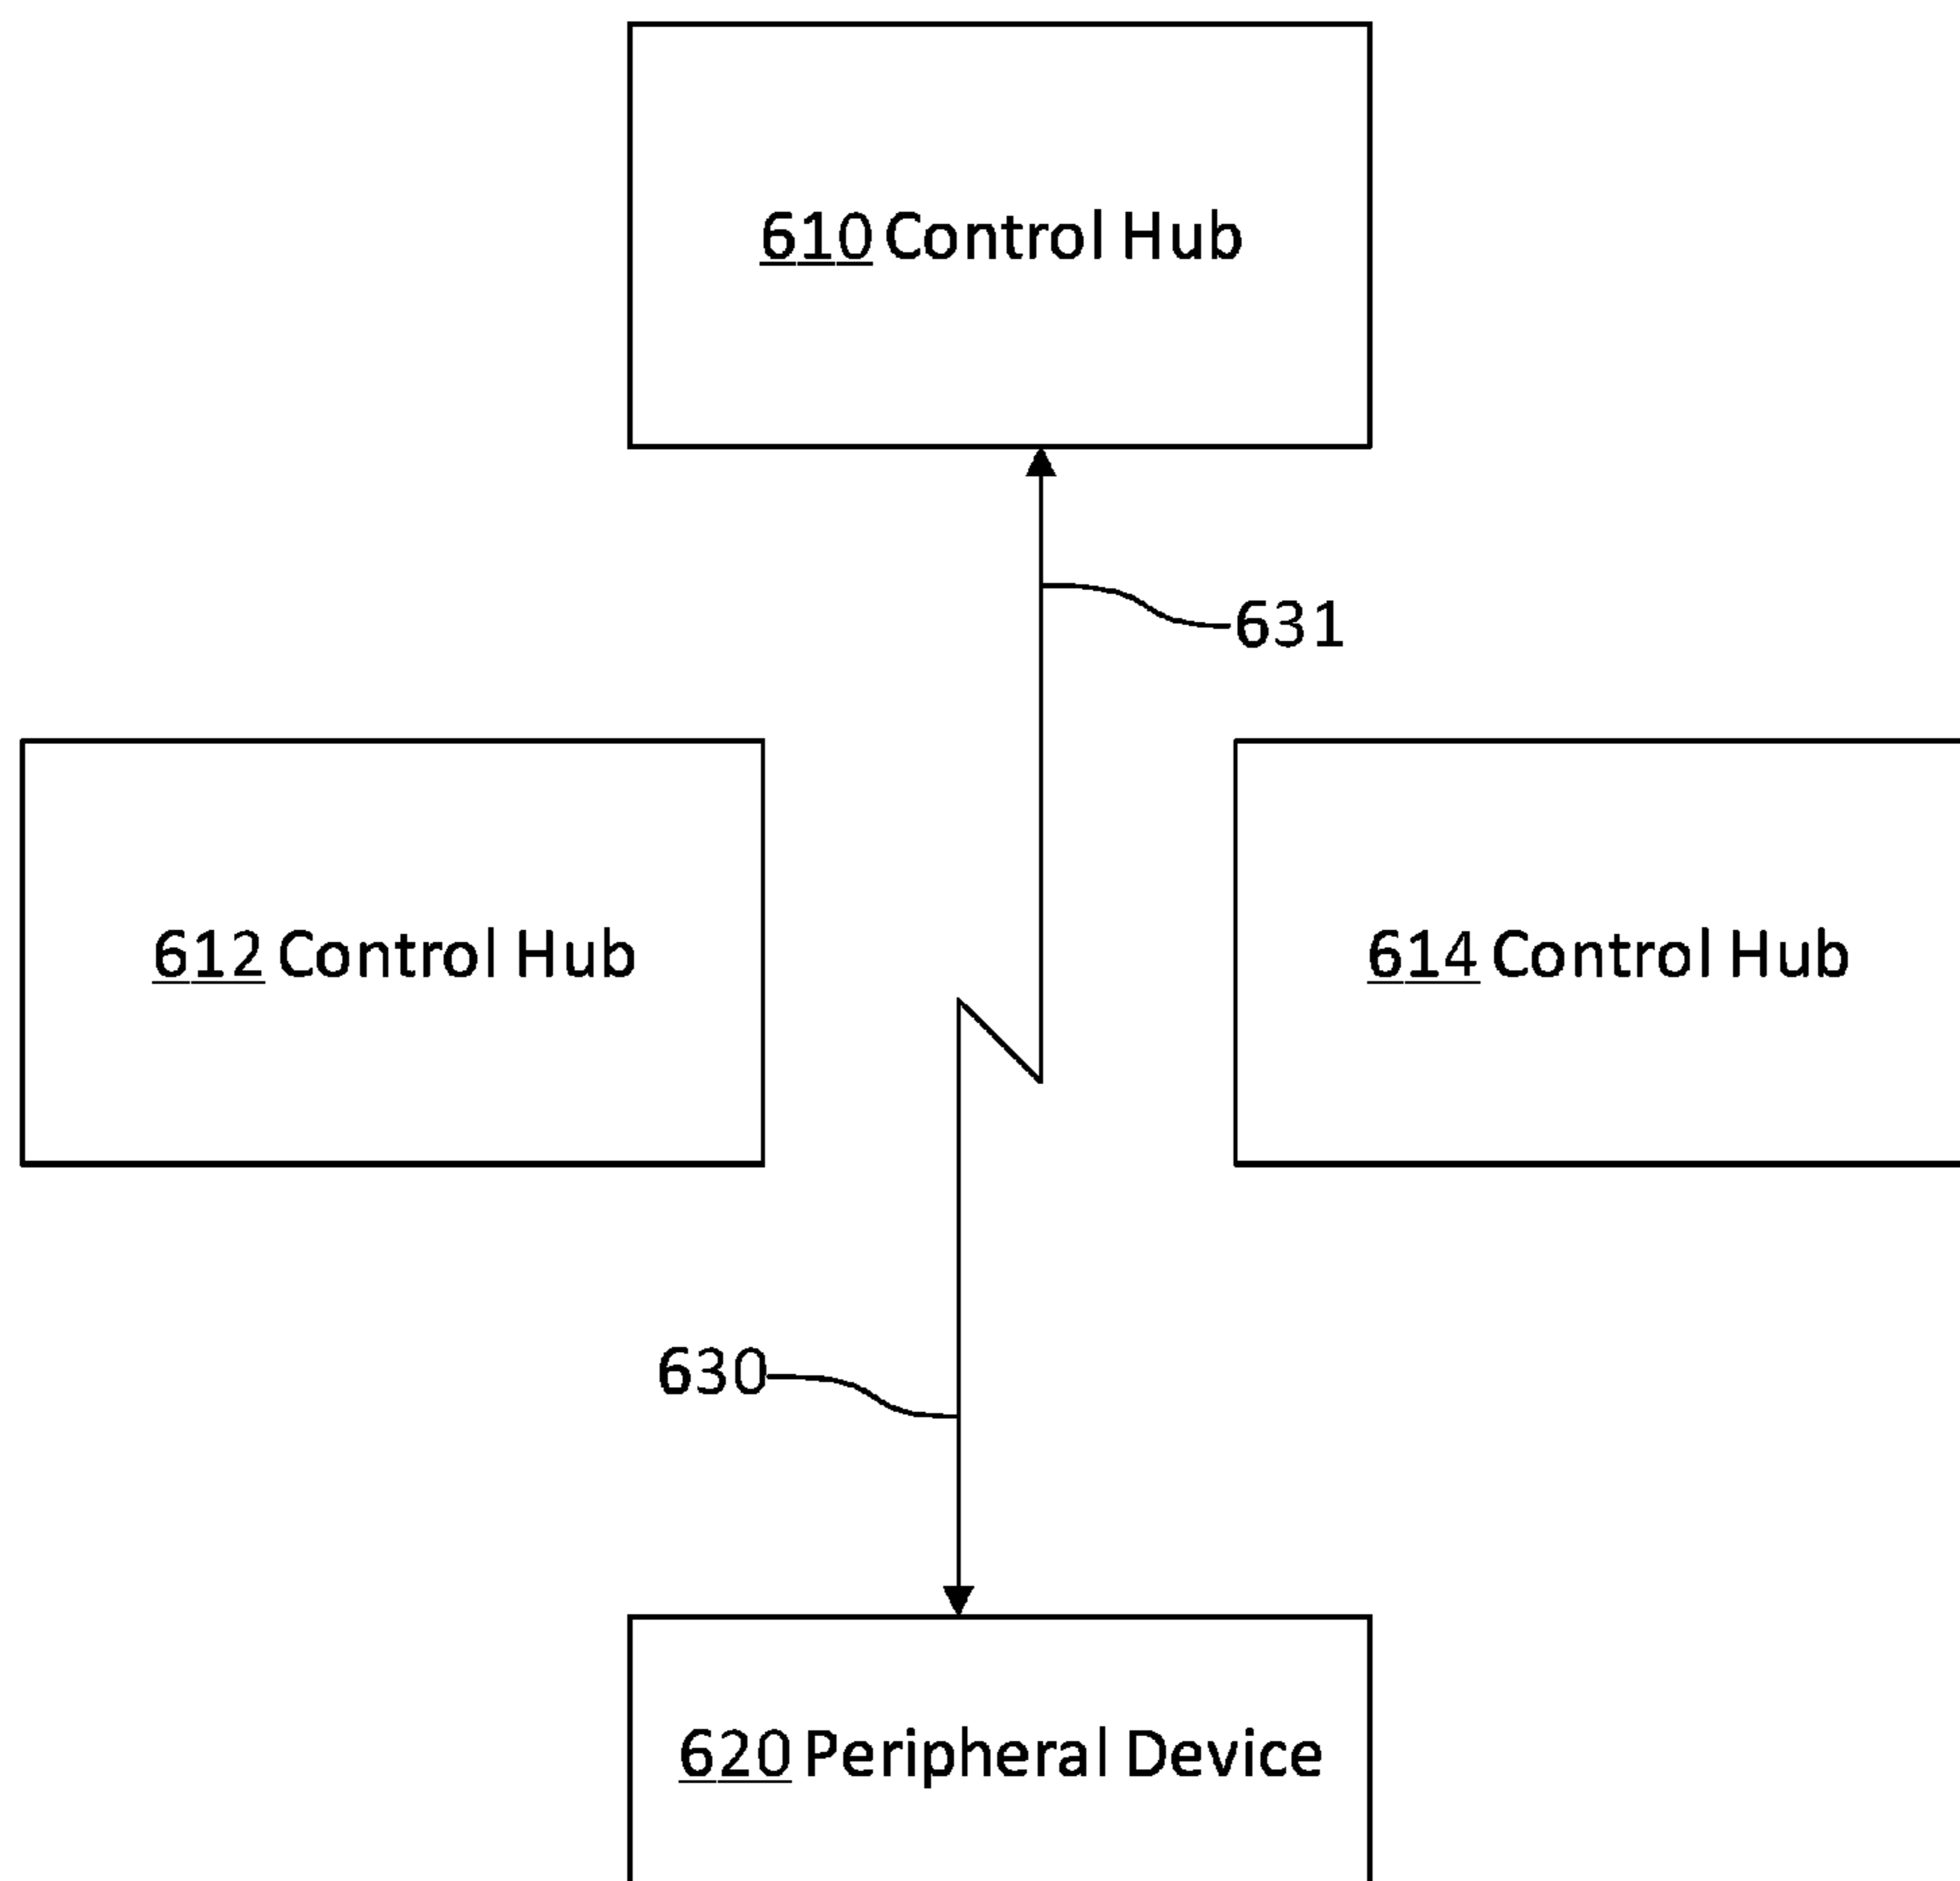 610 Control Hub
631
612 Control Hub
614 Control Hub
630
620 Peripheral Device